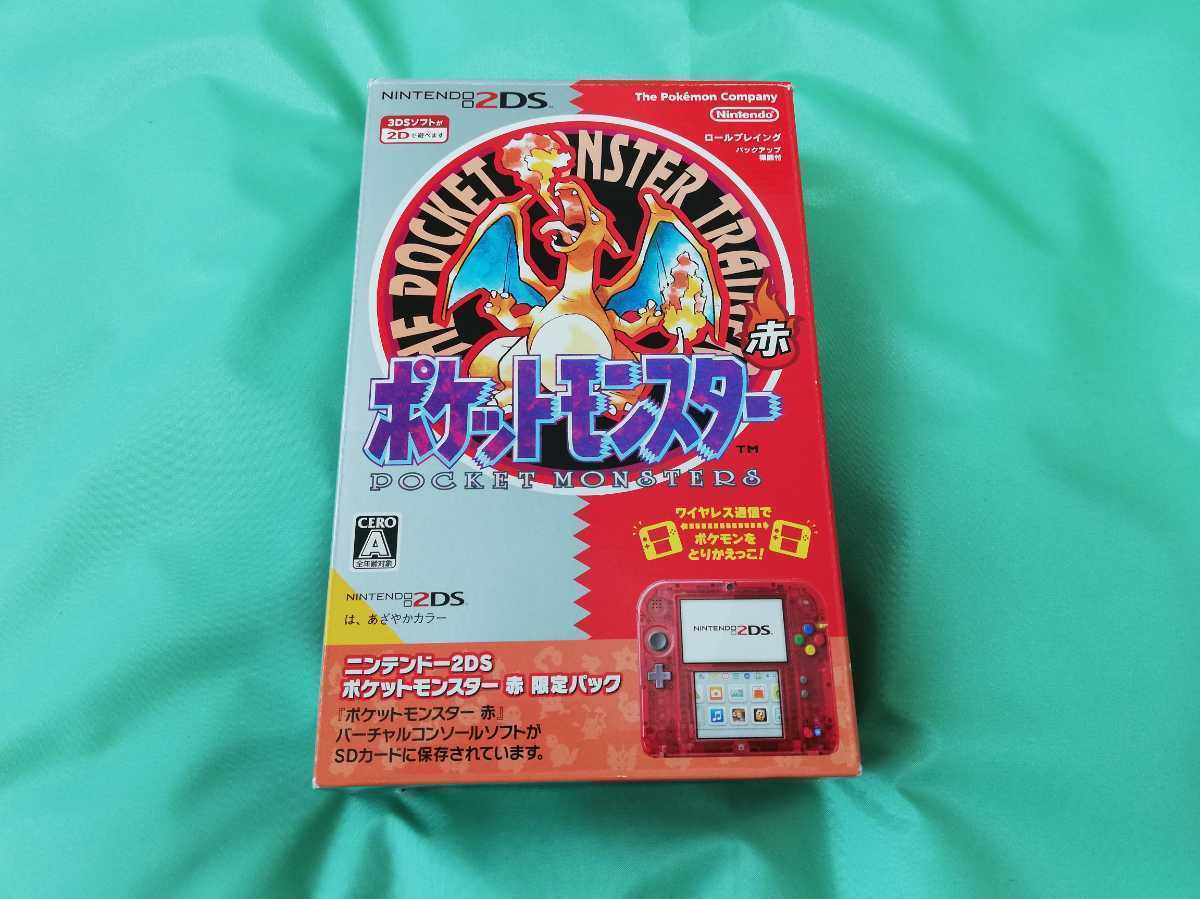 NINTENDO 2DS™
3DSソフトが
2Dで遊べます
The Pokémon Company
Nintendo
ロールプレイング
バックアップ
機能付
THE POCKET MONSTER TRAINER
赤
ポケットモンスター
TM
POCKET MONSTERS
ワイヤレス通信で
ポケモンを
とりかえっこ!
CERO
A
全年齢対象
NINTENDO 2DS
は、あざやかカラー
NINTENDO 2DS
ニンテンドー2DS
ポケットモンスター 赤 限定パック
『ポケットモンスター 赤』
バーチャルコンソールソフトが
SDカードに保存されています。